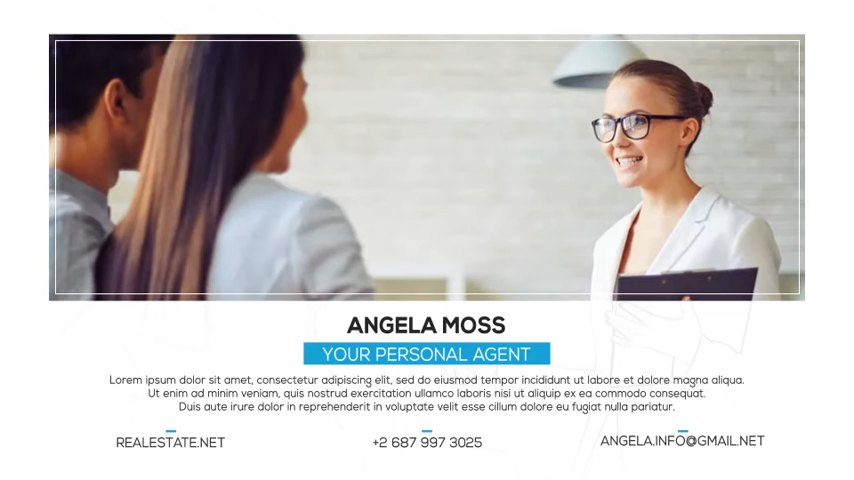 ANGELA MOSS
YOUR PERSONAL AGENT
Lorem ipsum dolor sit amet, consectetur adipiscing elit, sed do eiusmod tempor incididunt ut labore et dolore magna aliqua.
Ut enim ad minim veniam, quis nostrud exercitation ullamco laboris nisi ut aliquip ex ea commodo consequat.
Duis aute irure dolor in reprehenderit in voluptate velit esse cillum dolore eu fugiat nulla pariatur.
REALESTATE.NET
+2 687 997 3025
ANGELA.INFO@GMAIL.NET